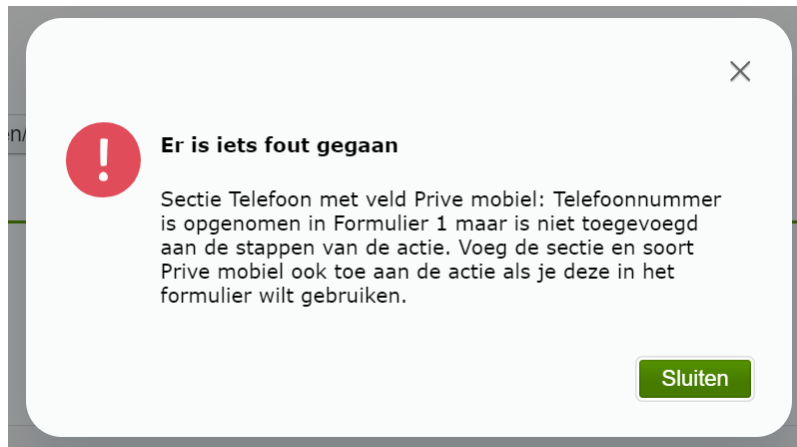 en/
Er is iets fout gegaan
Sectie Telefoon met veld Prive mobiel: Telefoonnummer
is opgenomen in Formulier 1 maar is niet toegevoegd
aan de stappen van de actie. Voeg de sectie en soort
Prive mobiel ook toe aan de actie als je deze in het
formulier wilt gebruiken.
Sluiten